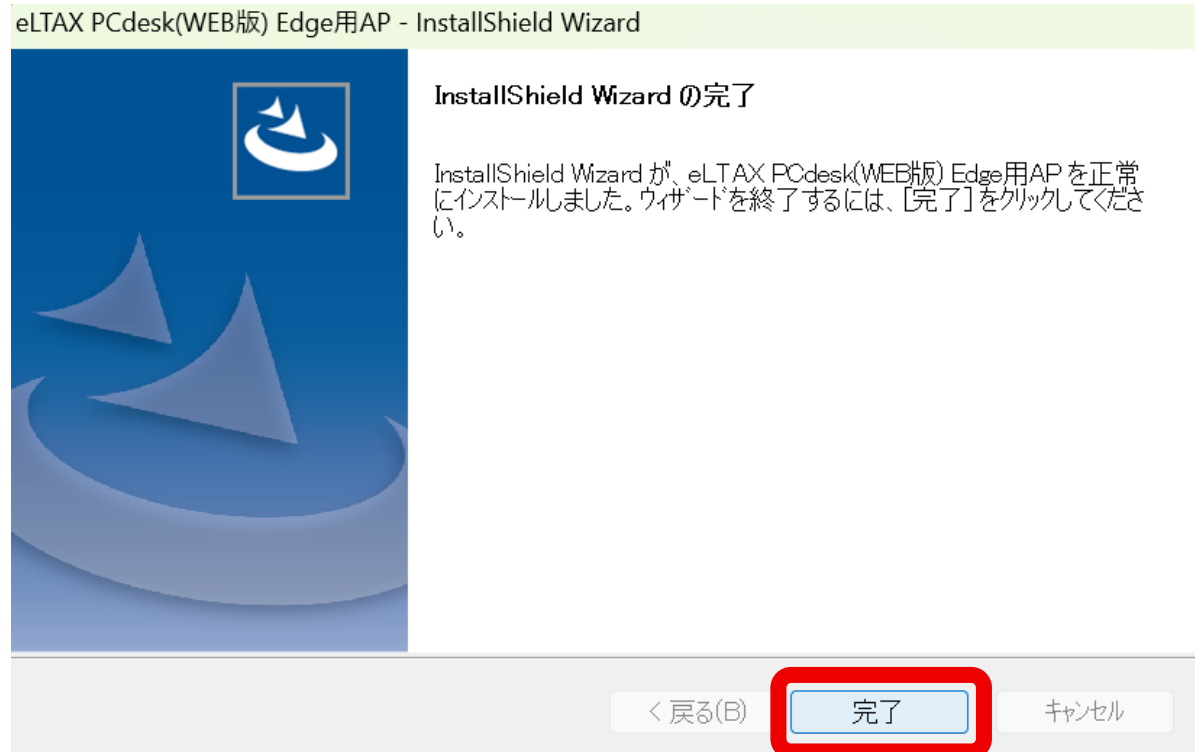 eLTAX PCdesk(WEB版) Edge用AP - InstallShield Wizard
InstallShield Wizard の完了
InstallShield Wizard が、eLTAX PCdesk(WEB版) Edge用AP を正常
にインストールしました。ウィザードを終了するには、[完了]をクリックしてくださ
い。
< 戻る(B)
完了
キャンセル